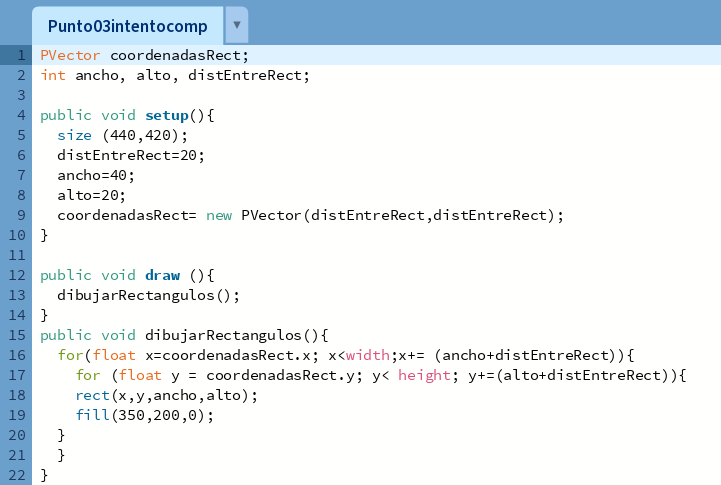 Punto03intentocomp ▼
1 PVector coordenadasRect;
2 int ancho, alto, distEntreRect;
3
4 public void setup(){
5   size (440,420);
6   distEntreRect=20;
7   ancho=40;
8   alto=20;
9   coordenadasRect= new PVector(distEntreRect,distEntreRect);
10 }
11
12 public void draw (){
13   dibujarRectangulos();
14 }
15 public void dibujarRectangulos(){
16   for(float x=coordenadasRect.x; x<width;x+= (ancho+distEntreRect)){
17     for (float y = coordenadasRect.y; y< height; y+=(alto+distEntreRect)){
18     rect(x,y,ancho,alto);
19     fill(350,200,0);
20   }
21   }
22 }